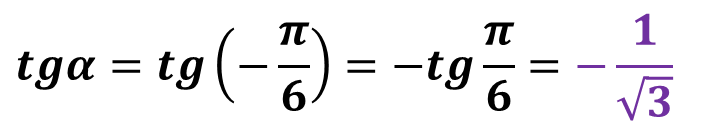 tgα = tg(−π/6) = −tg π/6 = −1/√3